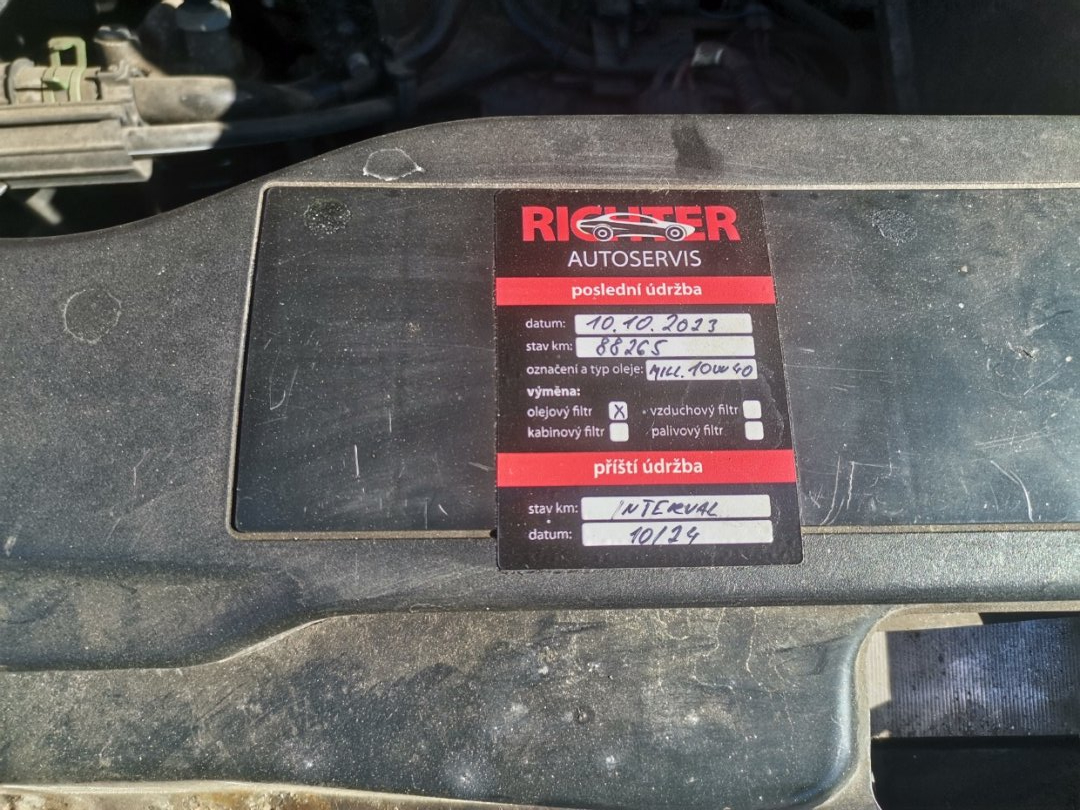 RICHTER
AUTOSERVIS
poslední údržba
datum: 10.10.2023
stav km: 88265
označení a typ oleje: MILL. 10W40
výměna:
olejový filtr X vzduchový filtr
kabinový filtr palivový filtr
příští údržba
stav km: INTERVAL
datum: 10/24